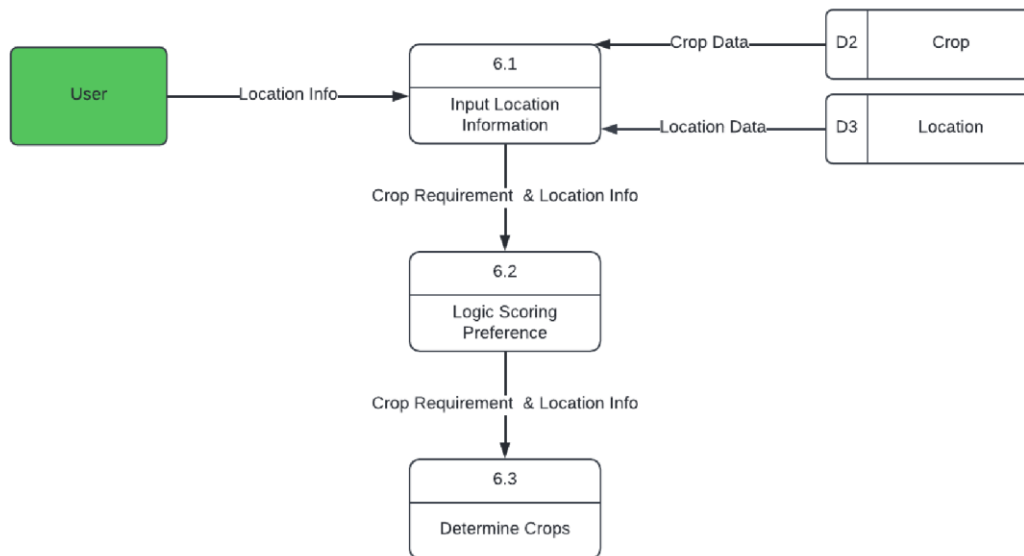 Crop Data
D2
Crop
6.1
User
Location Info
Input Location
Information
Location Data
D3
Location
Crop Requirement  & Location Info
6.2
Logic Scoring
Preference
Crop Requirement  & Location Info
6.3
Determine Crops